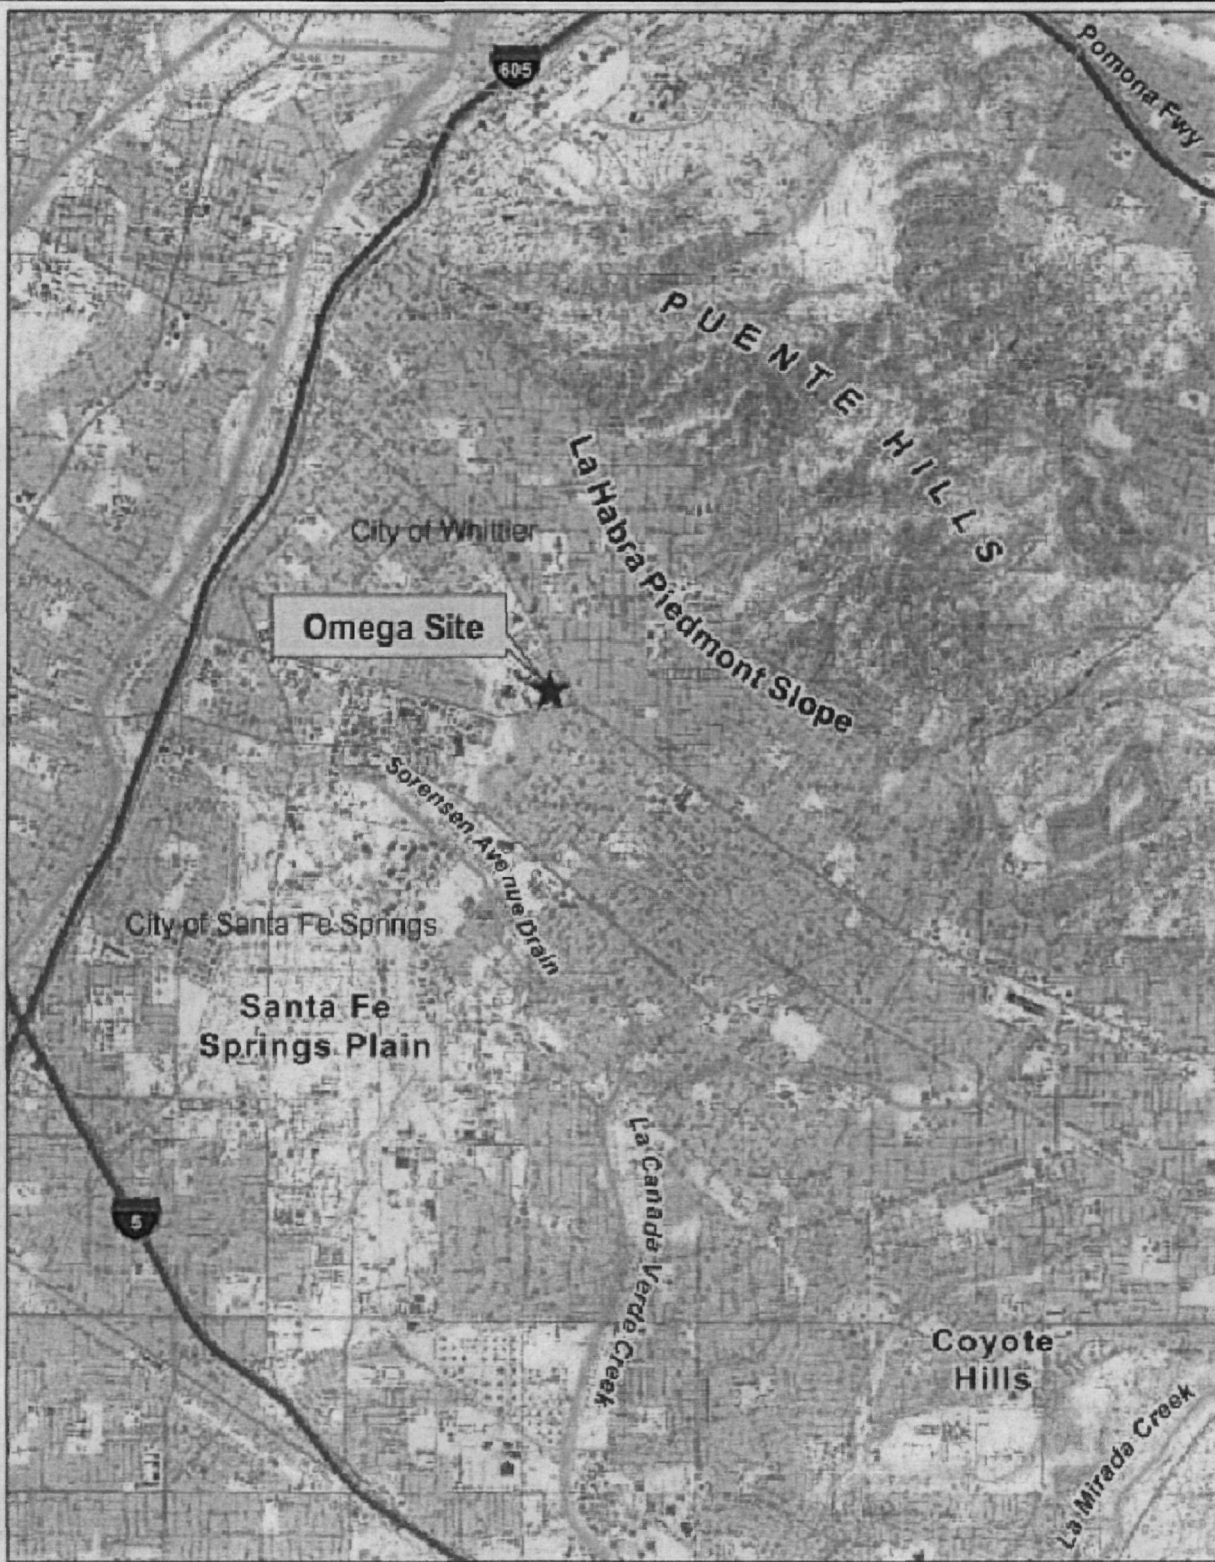 605
Pomona Fwy
PUENTE HILLS
La Habra Piedmont Slope
City of Whittier
Omega Site
Sorensen Avenue Drain
City of Santa Fe Springs
Santa Fe
Springs Plain
La Cañada Verde Creek
5
Coyote
Hills
La Mirada Creek